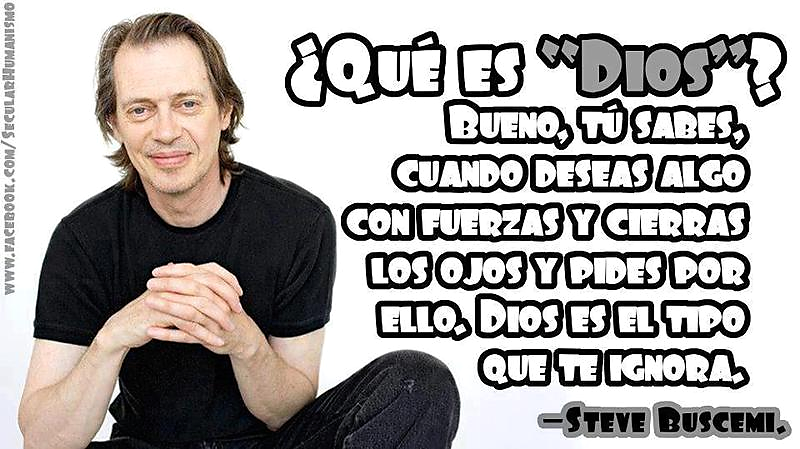 ¿Qué es "Dios"?
Bueno, tú sabes,
cuando deseas algo
con fuerzas y cierras
los ojos y pides por
ello. Dios es el tipo
que te ignora.
—Steve Buscemi.
www.facebook.com/SecularHumanismo